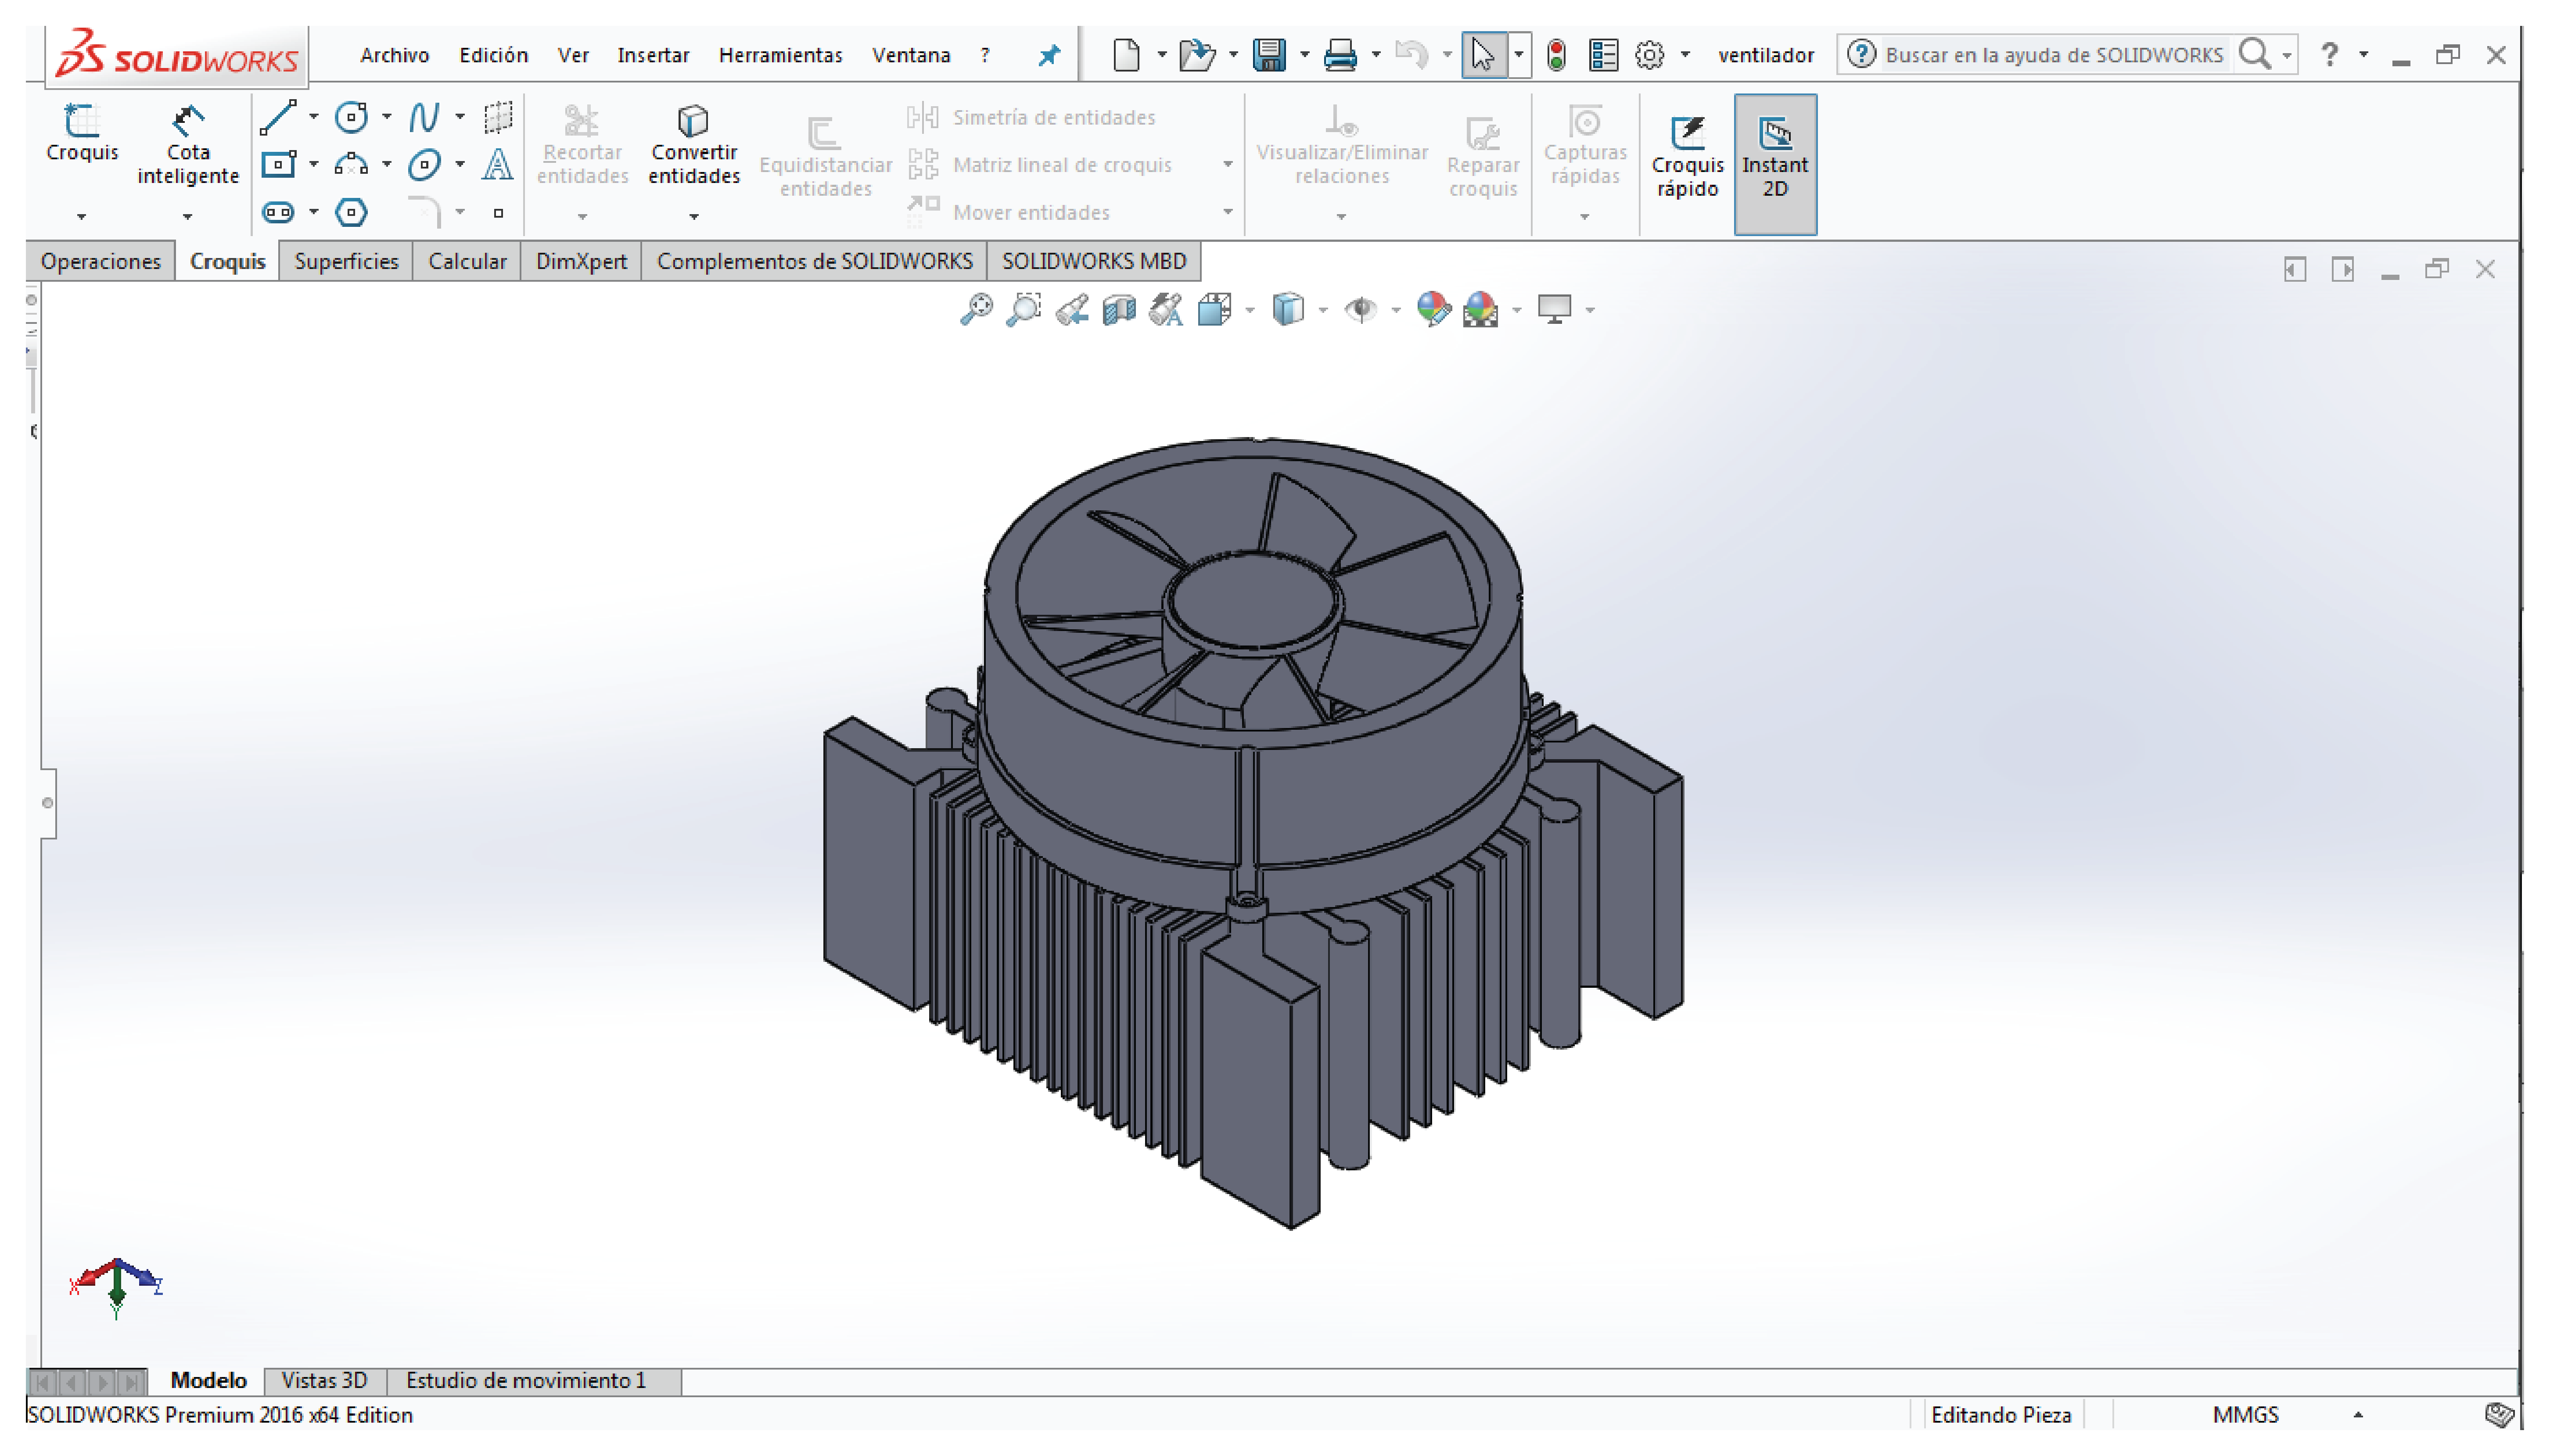 SOLIDWORKS
Archivo Edición Ver Insertar Herramientas Ventana ?
ventilador
Buscar en la ayuda de SOLIDWORKS
?
Croquis
Cota inteligente
Recortar entidades
Convertir entidades
Equidistanciar entidades
Simetría de entidades
Matriz lineal de croquis
Mover entidades
Visualizar/Eliminar relaciones
Reparar croquis
Capturas rápidas
Croquis rápido
Instant 2D
Operaciones Croquis Superficies Calcular DimXpert Complementos de SOLIDWORKS SOLIDWORKS MBD
X Y Z
Modelo Vistas 3D Estudio de movimiento 1
SOLIDWORKS Premium 2016 x64 Edition
Editando Pieza
MMGS